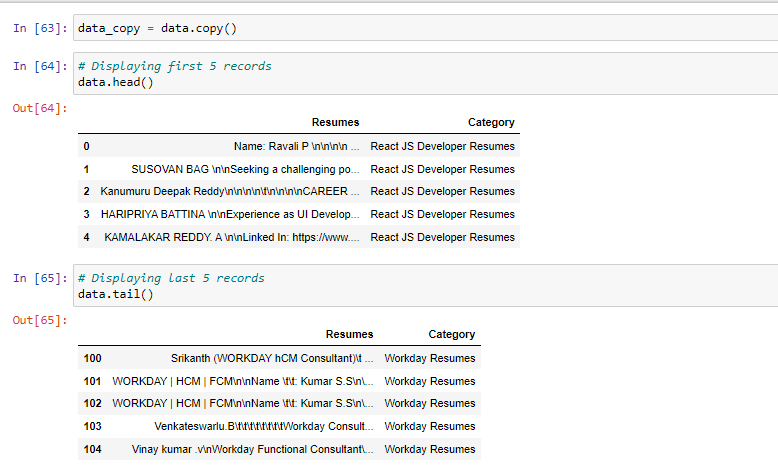 In [63]: data_copy = data.copy()
In [64]: # Displaying first 5 records
data.head()
Out[64]:
Resumes Category
0 Name: Ravali P \n\n\n\n ... React JS Developer Resumes
1 SUSOVAN BAG \n\nSeeking a challenging po... React JS Developer Resumes
2 Kanumuru Deepak Reddy\n\n\n\n\t\n\n\n\nCAREER ... React JS Developer Resumes
3 HARIPRIYA BATTINA \n\nExperience as UI Develop... React JS Developer Resumes
4 KAMALAKAR REDDY. A \n\nLinked In: https://www.... React JS Developer Resumes
In [65]: # Displaying last 5 records
data.tail()
Out[65]:
Resumes Category
100 Srikanth (WORKDAY hCM Consultant)\t ... Workday Resumes
101 WORKDAY | HCM | FCM\n\nName \t\t: Kumar S.S\n\... Workday Resumes
102 WORKDAY | HCM | FCM\n\nName \t\t: Kumar S.S\n\... Workday Resumes
103 Venkateswarlu.B\t\t\t\t\t\t\t\tWorkday Consult... Workday Resumes
104 Vinay kumar .v\nWorkday Functional Consultant\... Workday Resumes